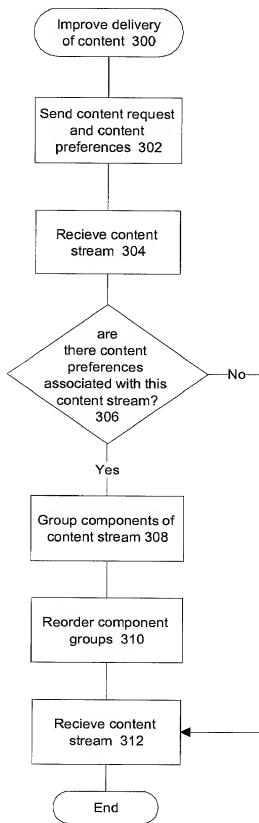 Improve delivery
of content 300
Send content request
and content
preferences 302
Recieve content
stream 304
are
there content
preferences
associated with this
content stream?
306
No
Yes
Group components of
content stream 308
Reorder component
groups 310
Recieve content
stream 312
End